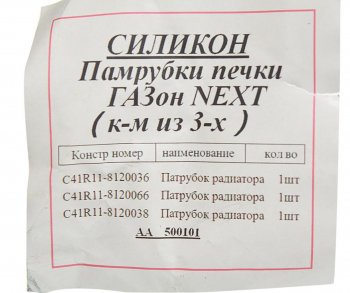 СИЛИКОН
Памрубки печки
ГАЗон NEXT
( к-м из 3-х )
Констр номер наименование кол во
С41R11-8120036 Патрубок радиатора 1шт
С41R11-8120066 Патрубок радиатора 1шт
С41R11-8120038 Патрубок радиатора 1шт
АА 500101